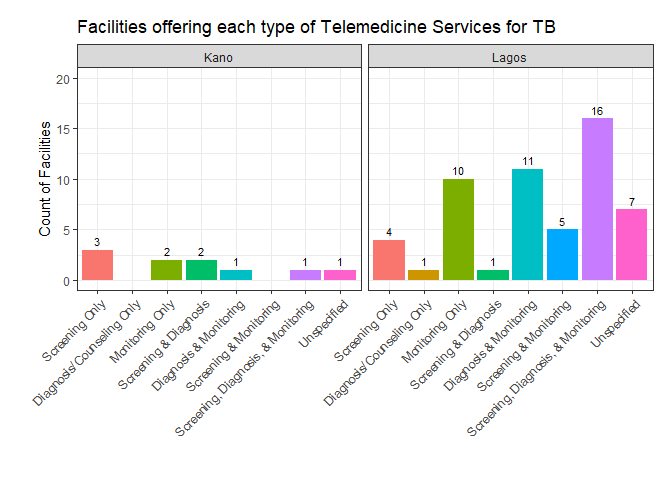 Facilities offering each type of Telemedicine Services for TB
Kano
Lagos
Count of Facilities
20
15
10
5
0
3
2
2
1
1
1
4
1
10
1
11
5
16
7
Screening Only
Diagnosis/Counseling Only
Monitoring Only
Screening & Diagnosis
Diagnosis & Monitoring
Screening & Monitoring
Screening, Diagnosis, & Monitoring
Unspecified
Screening Only
Diagnosis/Counseling Only
Monitoring Only
Screening & Diagnosis
Diagnosis & Monitoring
Screening & Monitoring
Screening, Diagnosis, & Monitoring
Unspecified